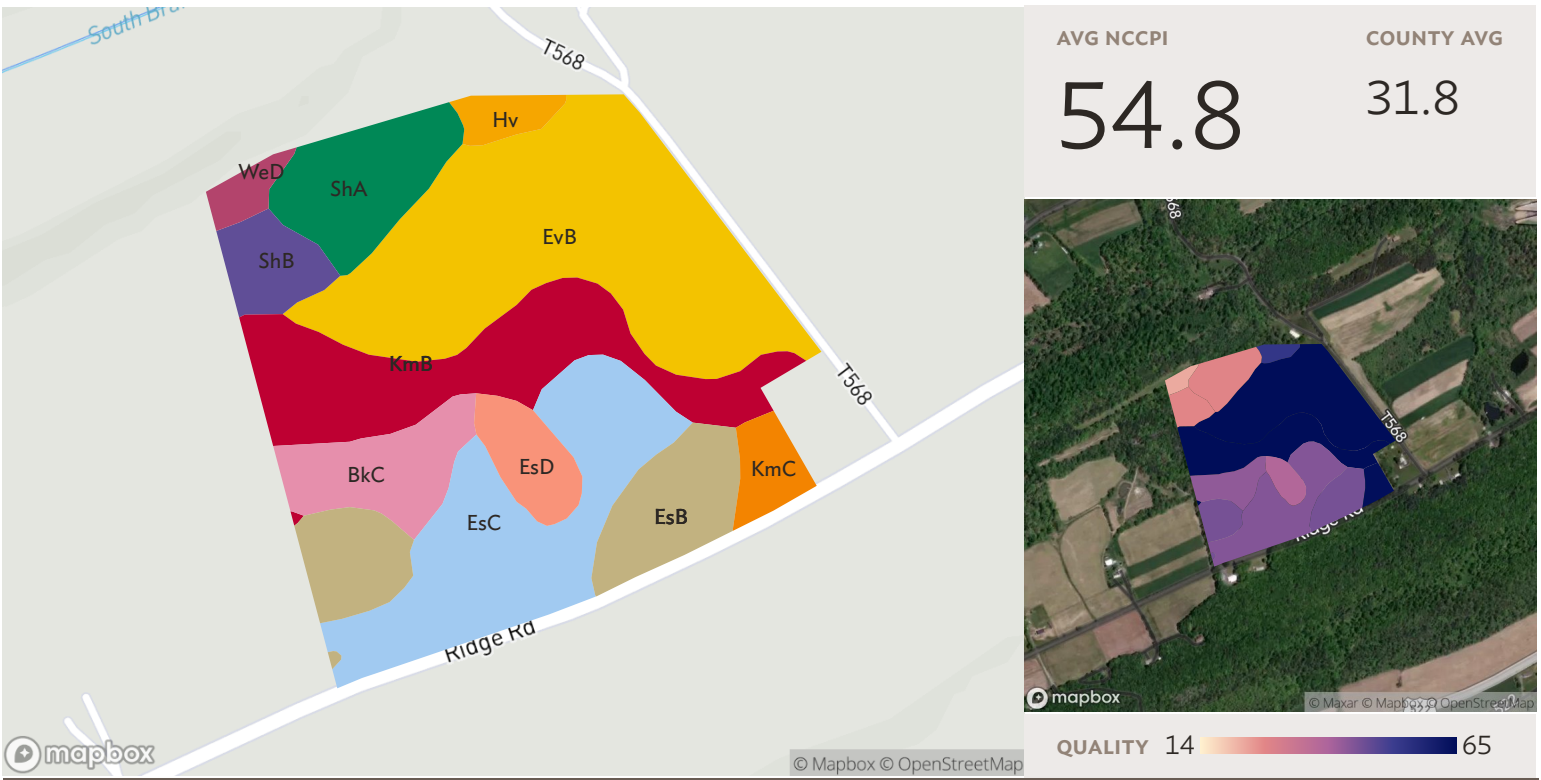 South Bra
T568
Hv
WeD
ShA
EvB
ShB
KmB
T568
BkC
EsD
KmC
EsC
EsB
Ridge Rd
mapbox
© Mapbox © OpenStreetMap
AVG NCCPI
COUNTY AVG
54.8
31.8
568
T568
Ridge Rd
mapbox
© Maxar © Mapbox © OpenStreetMap
QUALITY 14 65